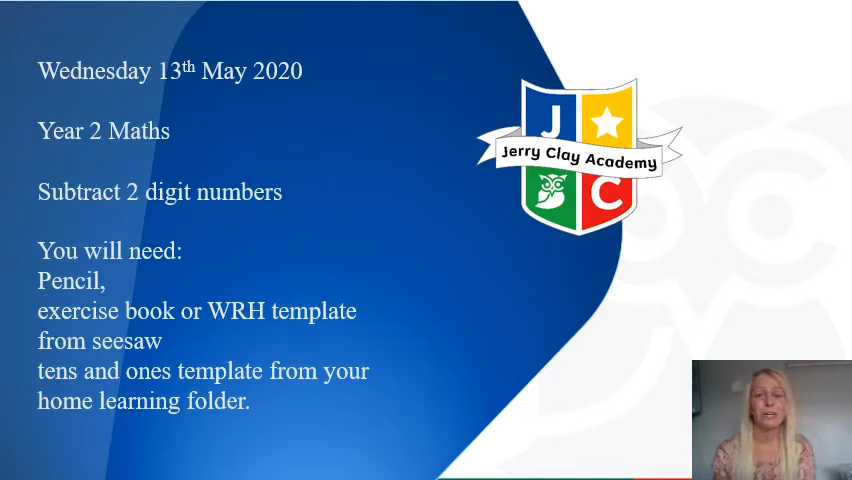 Wednesday 13th May 2020
Year 2 Maths
Subtract 2 digit numbers
You will need:
Pencil,
exercise book or WRH template
from seesaw
tens and ones template from your
home learning folder.
J
Jerry Clay Academy
C